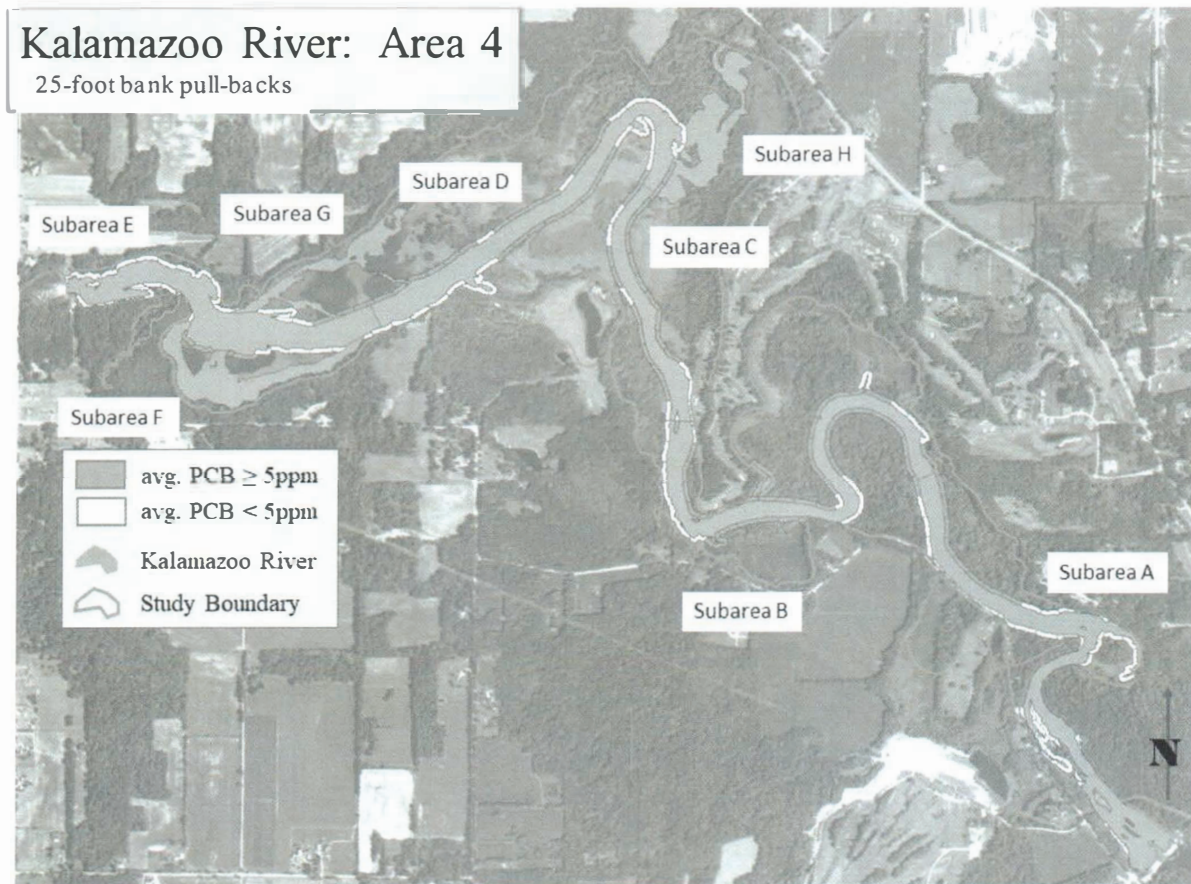 Kalamazoo River: Area 4
25-foot bank pull-backs
Subarea H
Subarea D
Subarea G
Subarea E
Subarea C
Subarea F
avg. PCB ≥ 5ppm
avg. PCB < 5ppm
Kalamazoo River
Study Boundary
Subarea A
Subarea B
N